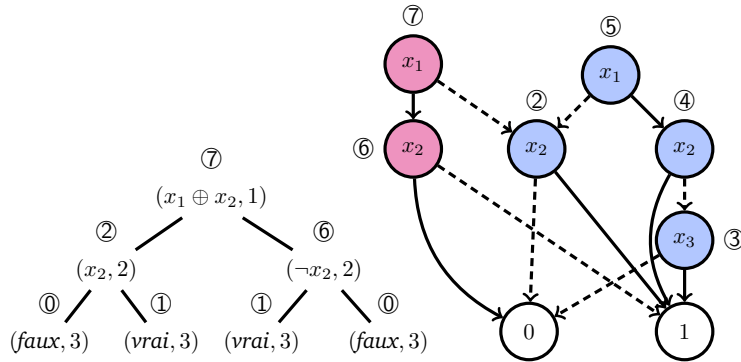 ⑦ ⑤
x₁ x₁
② ④
⑥ x₂ x₂ x₂
⑦
(x₁ ⊕ x₂, 1)
② ⑥ x₃ ③
(x₂, 2) (¬x₂, 2)
⓪ ① ① ⓪
(faux, 3) (vrai, 3) (vrai, 3) (faux, 3) 0 1